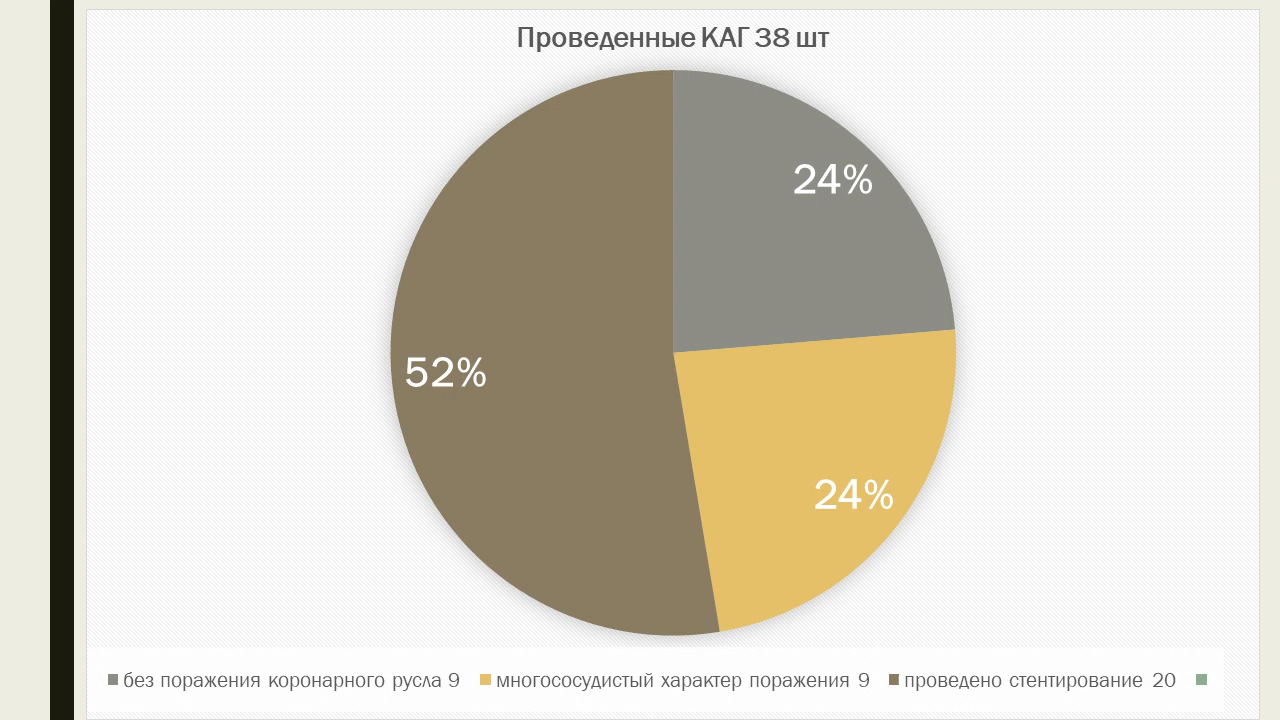 Проведенные КАГ 38 шт
24%
52%
24%
без поражения коронарного русла 9 многососудистый характер поражения 9 проведено стентирование 20